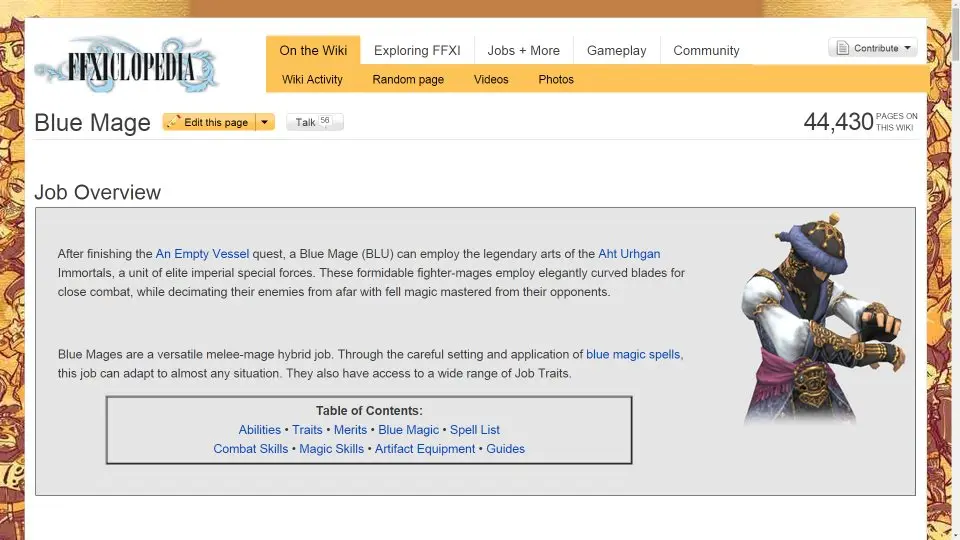 FFXICLOPEDIA
On the Wiki
Exploring FFXI
Jobs + More
Gameplay
Community
Contribute
Wiki Activity
Random page
Videos
Photos
Blue Mage
Edit this page
Talk 56
44,430 PAGES ON THIS WIKI
Job Overview
After finishing the An Empty Vessel quest, a Blue Mage (BLU) can employ the legendary arts of the Aht Urhgan
Immortals, a unit of elite imperial special forces. These formidable fighter-mages employ elegantly curved blades for
close combat, while decimating their enemies from afar with fell magic mastered from their opponents.
Blue Mages are a versatile melee-mage hybrid job. Through the careful setting and application of blue magic spells,
this job can adapt to almost any situation. They also have access to a wide range of Job Traits.
Table of Contents:
Abilities • Traits • Merits • Blue Magic • Spell List
Combat Skills • Magic Skills • Artifact Equipment • Guides